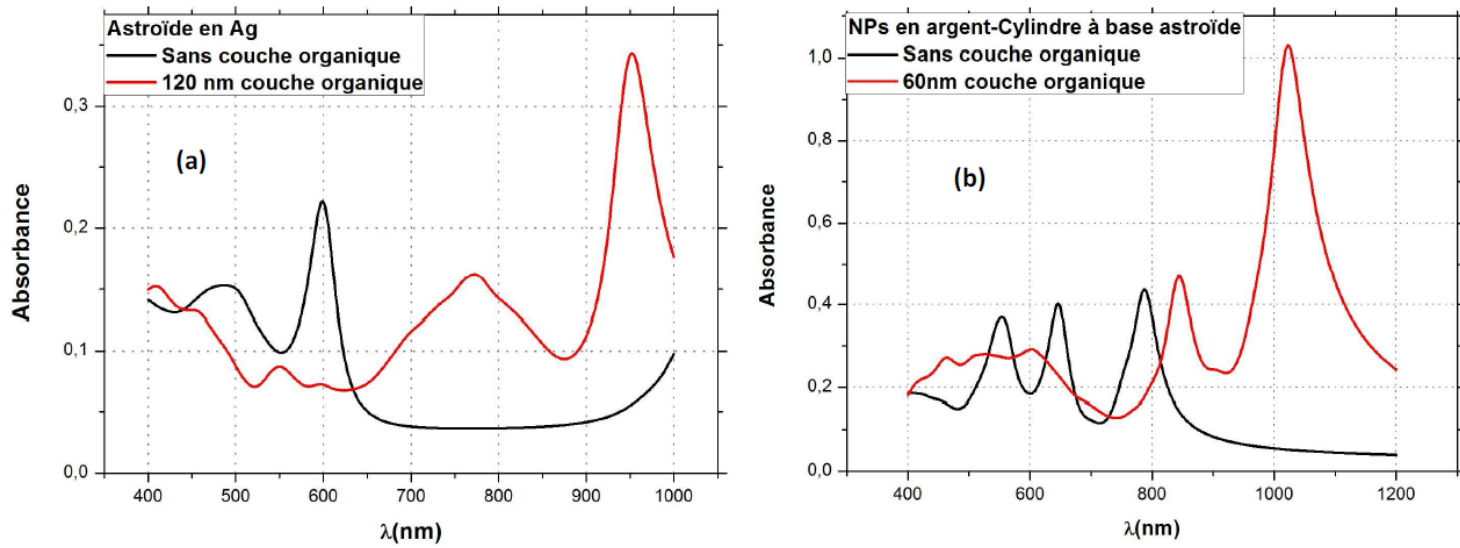 Astroïde en Ag
Sans couche organique
120 nm couche organique
(a)
Absorbance
0,3
0,2
0,1
0,0
400 500 600 700 800 900 1000
λ(nm)
NPs en argent-Cylindre à base astroïde
Sans couche organique
60nm couche organique
(b)
Absorbance
1,0
0,8
0,6
0,4
0,2
0,0
400 600 800 1000 1200
λ(nm)